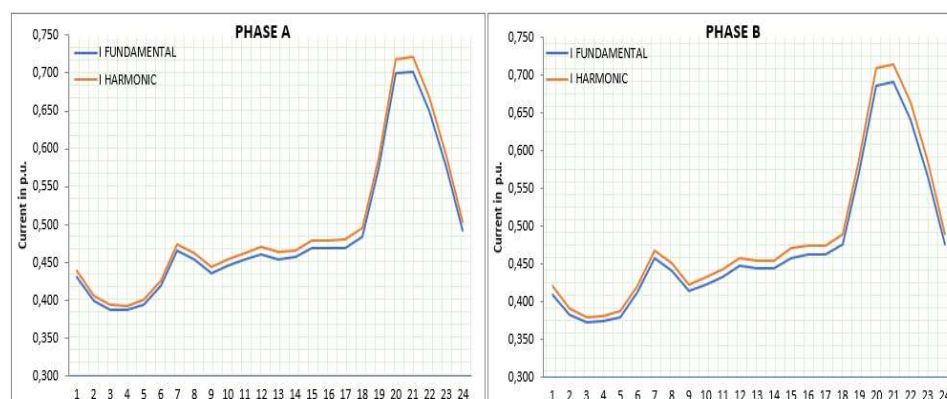 PHASE A
I FUNDAMENTAL
I HARMONIC
Current in p.u.
0,750
0,700
0,650
0,600
0,550
0,500
0,450
0,400
0,350
0,300
1 2 3 4 5 6 7 8 9 10 11 12 13 14 15 16 17 18 19 20 21 22 23 24
PHASE B
I FUNDAMENTAL
I HARMONIC
Current in p.u.
0,750
0,700
0,650
0,600
0,550
0,500
0,450
0,400
0,350
0,300
1 2 3 4 5 6 7 8 9 10 11 12 13 14 15 16 17 18 19 20 21 22 23 24